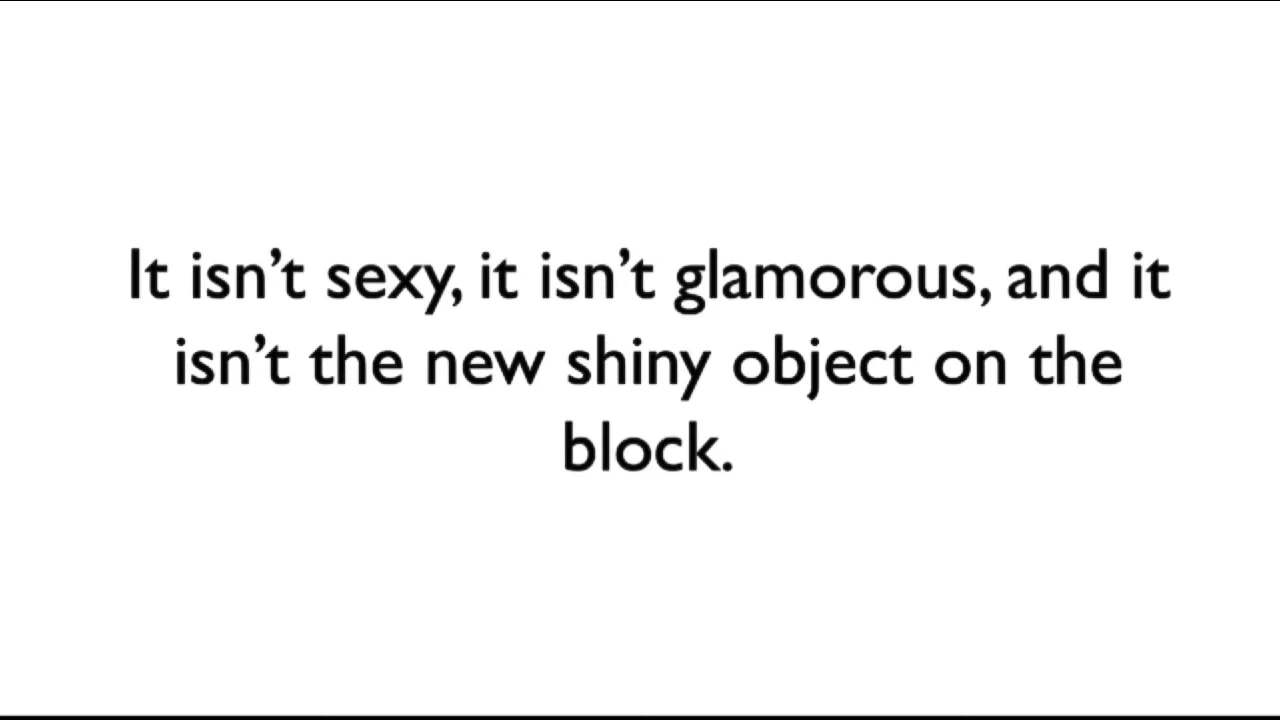 It isn’t sexy, it isn’t glamorous, and it
isn’t the new shiny object on the
block.